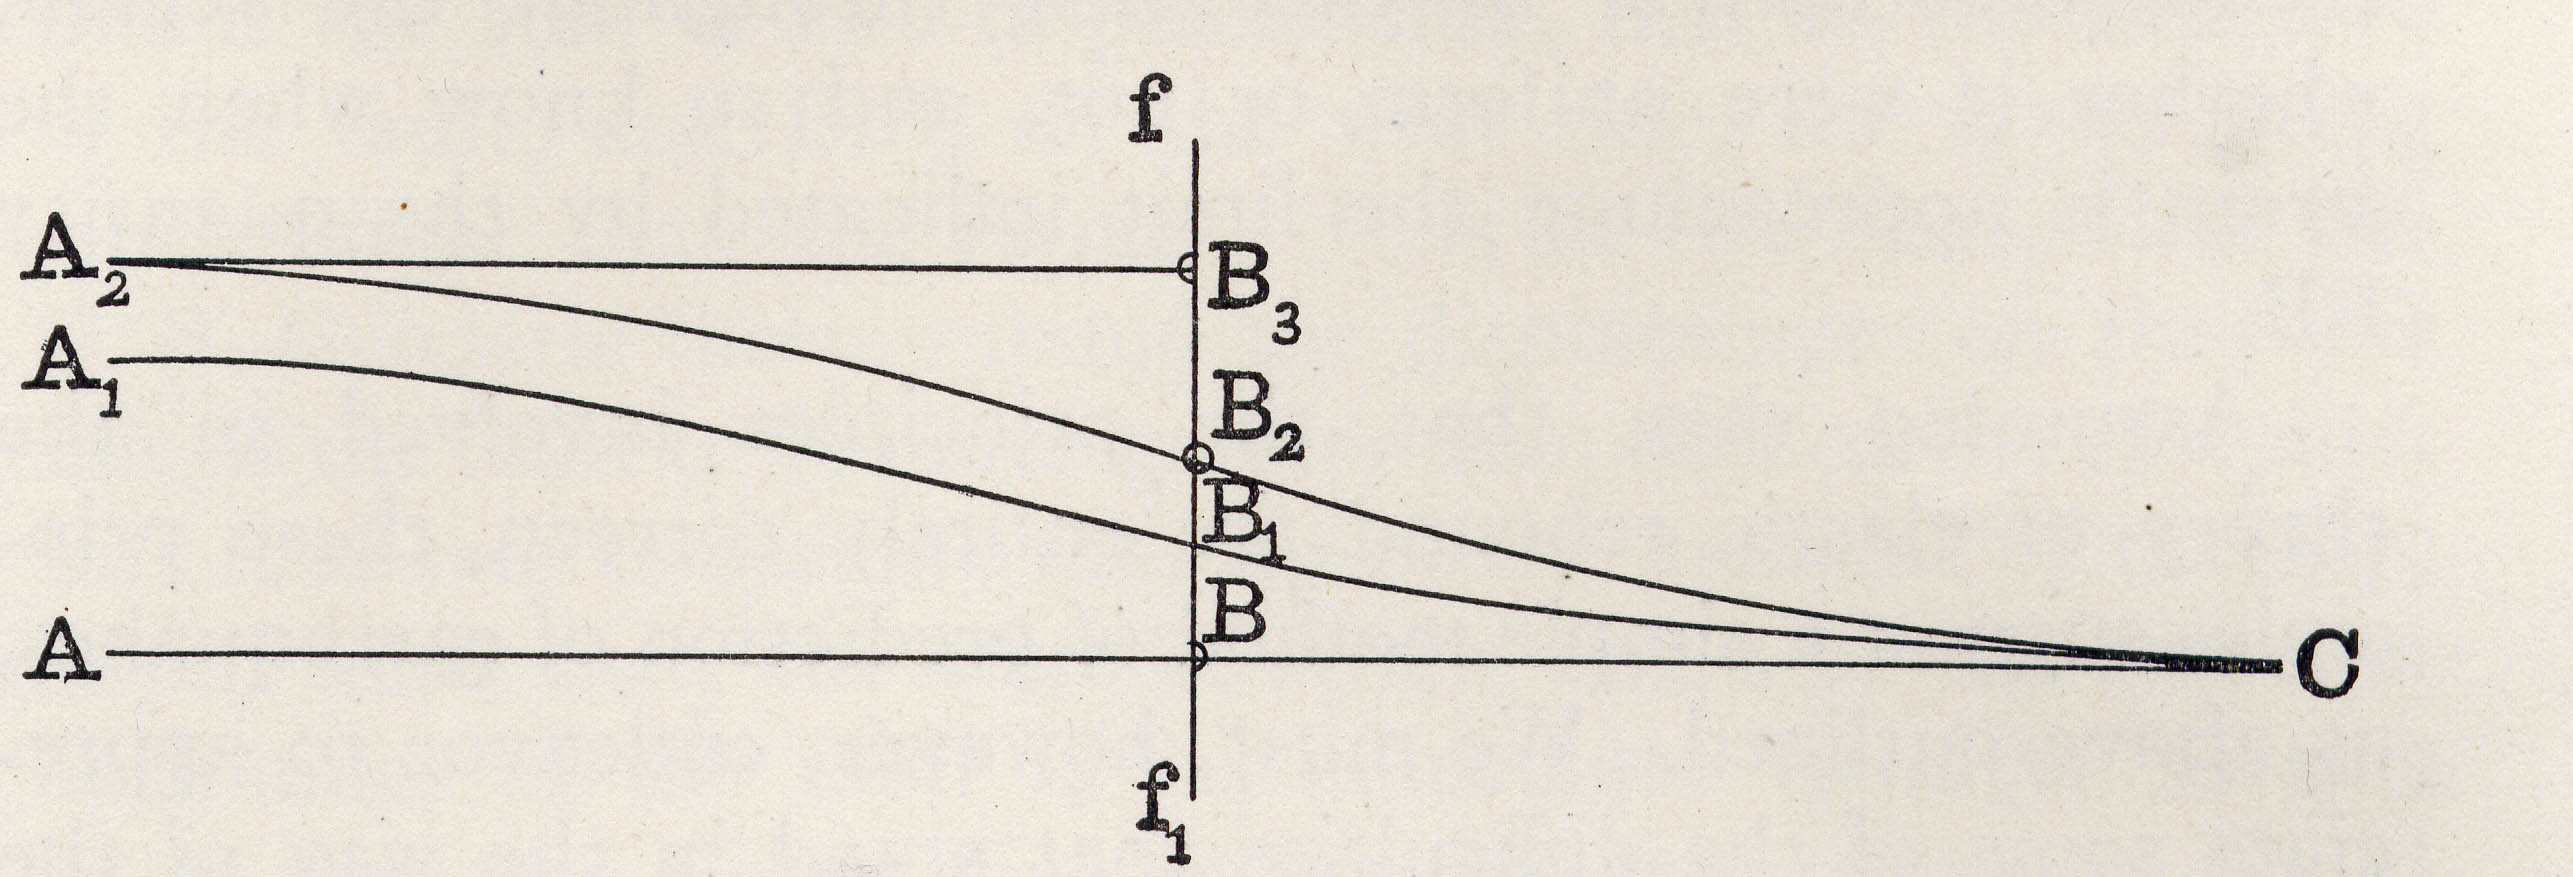 f
A₂ B₃
A₁ B₂
B₁
A B C
f₁